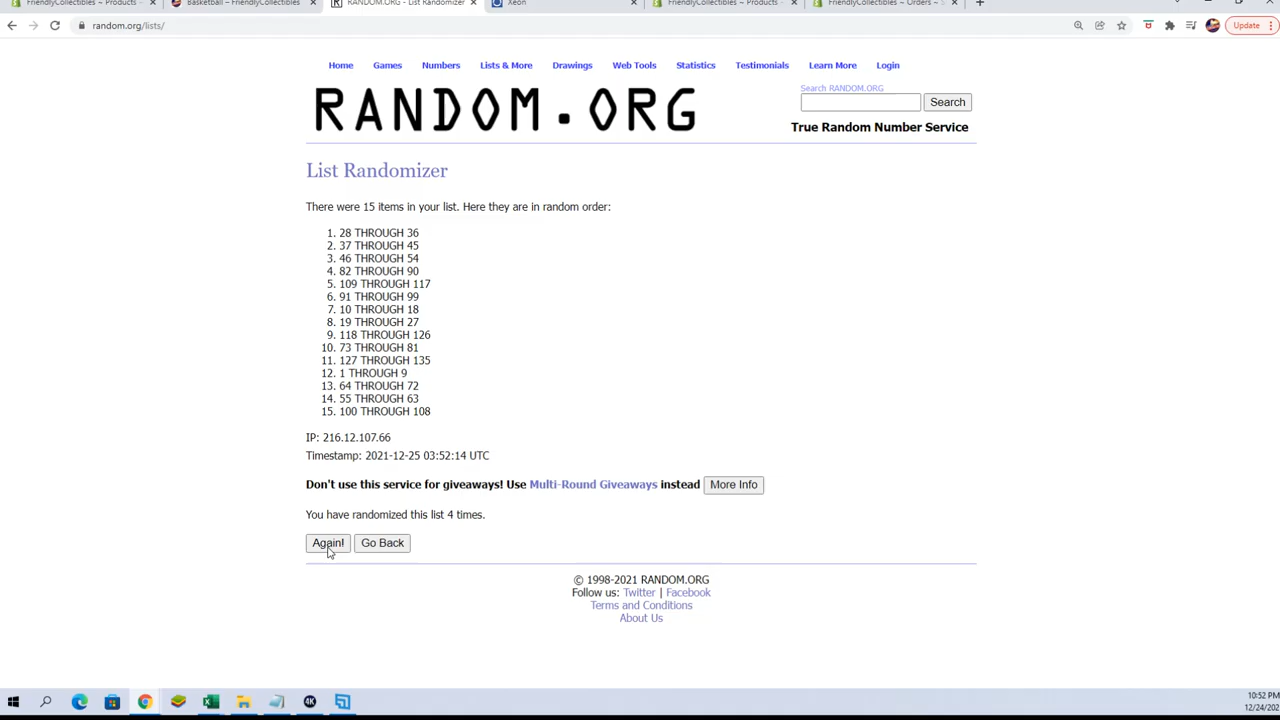 FriendlyCollectibles ~ Products
Basketball – FriendlyCollectibles
RANDOM.ORG - List Randomizer
Xeon
FriendlyCollectibles ~ Products
FriendlyCollectibles ~ Orders ~ S
random.org/lists/
Update
Home Games Numbers Lists & More Drawings Web Tools Statistics Testimonials Learn More Login
RANDOM.ORG
Search RANDOM.ORG
Search
True Random Number Service
List Randomizer
There were 15 items in your list. Here they are in random order:
1. 28 THROUGH 36
2. 37 THROUGH 45
3. 46 THROUGH 54
4. 82 THROUGH 90
5. 109 THROUGH 117
6. 91 THROUGH 99
7. 10 THROUGH 18
8. 19 THROUGH 27
9. 118 THROUGH 126
10. 73 THROUGH 81
11. 127 THROUGH 135
12. 1 THROUGH 9
13. 64 THROUGH 72
14. 55 THROUGH 63
15. 100 THROUGH 108
IP: 216.12.107.66
Timestamp: 2021-12-25 03:52:14 UTC
Don't use this service for giveaways! Use Multi-Round Giveaways instead More Info
You have randomized this list 4 times.
Again! Go Back
© 1998-2021 RANDOM.ORG
Follow us: Twitter | Facebook
Terms and Conditions
About Us
4K
10:52 PM
12/24/202